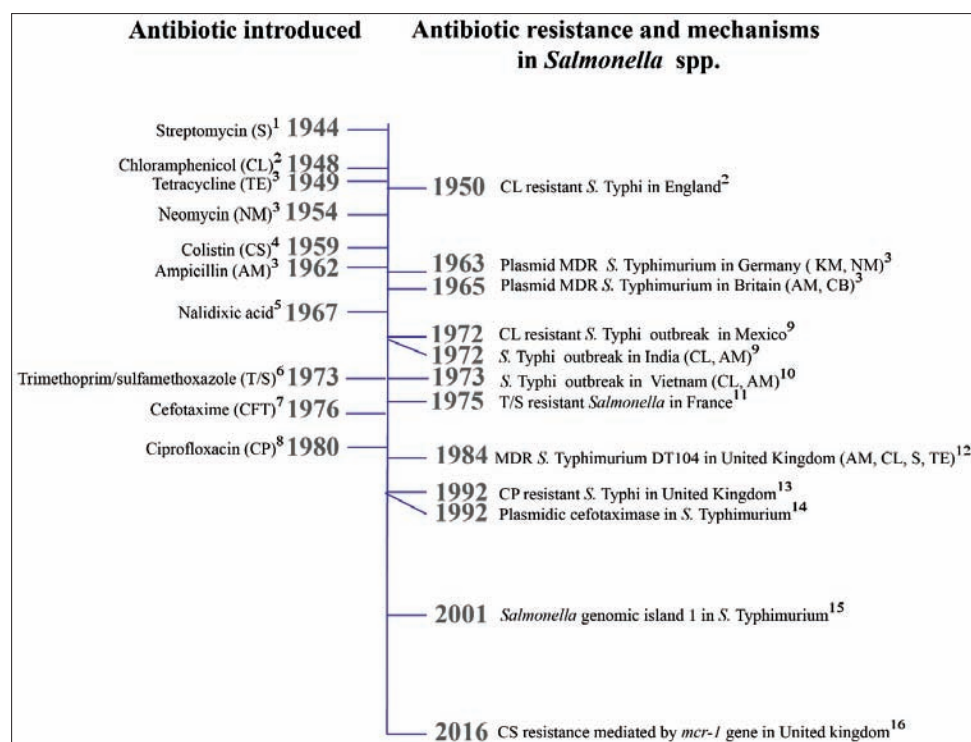 Antibiotic introduced
Antibiotic resistance and mechanisms
in Salmonella spp.
Streptomycin (S)1 1944
Chloramphenicol (CL)2 1948
Tetracycline (TE)3 1949
1950 CL resistant S. Typhi in England2
Neomycin (NM)3 1954
Colistin (CS)4 1959
Ampicillin (AM)3 1962
1963 Plasmid MDR S. Typhimurium in Germany ( KM, NM)3
1965 Plasmid MDR S. Typhimurium in Britain (AM, CB)3
Nalidixic acid5 1967
1972 CL resistant S. Typhi outbreak in Mexico9
1972 S. Typhi outbreak in India (CL, AM)9
Trimethoprim/sulfamethoxazole (T/S)6 1973
1973 S. Typhi outbreak in Vietnam (CL, AM)10
1975 T/S resistant Salmonella in France11
Cefotaxime (CFT)7 1976
Ciprofloxacin (CP)8 1980
1984 MDR S. Typhimurium DT104 in United Kingdom (AM, CL, S, TE)12
1992 CP resistant S. Typhi in United Kingdom13
1992 Plasmidic cefotaximase in S. Typhimurium14
2001 Salmonella genomic island 1 in S. Typhimurium15
2016 CS resistance mediated by mcr-1 gene in United kingdom16